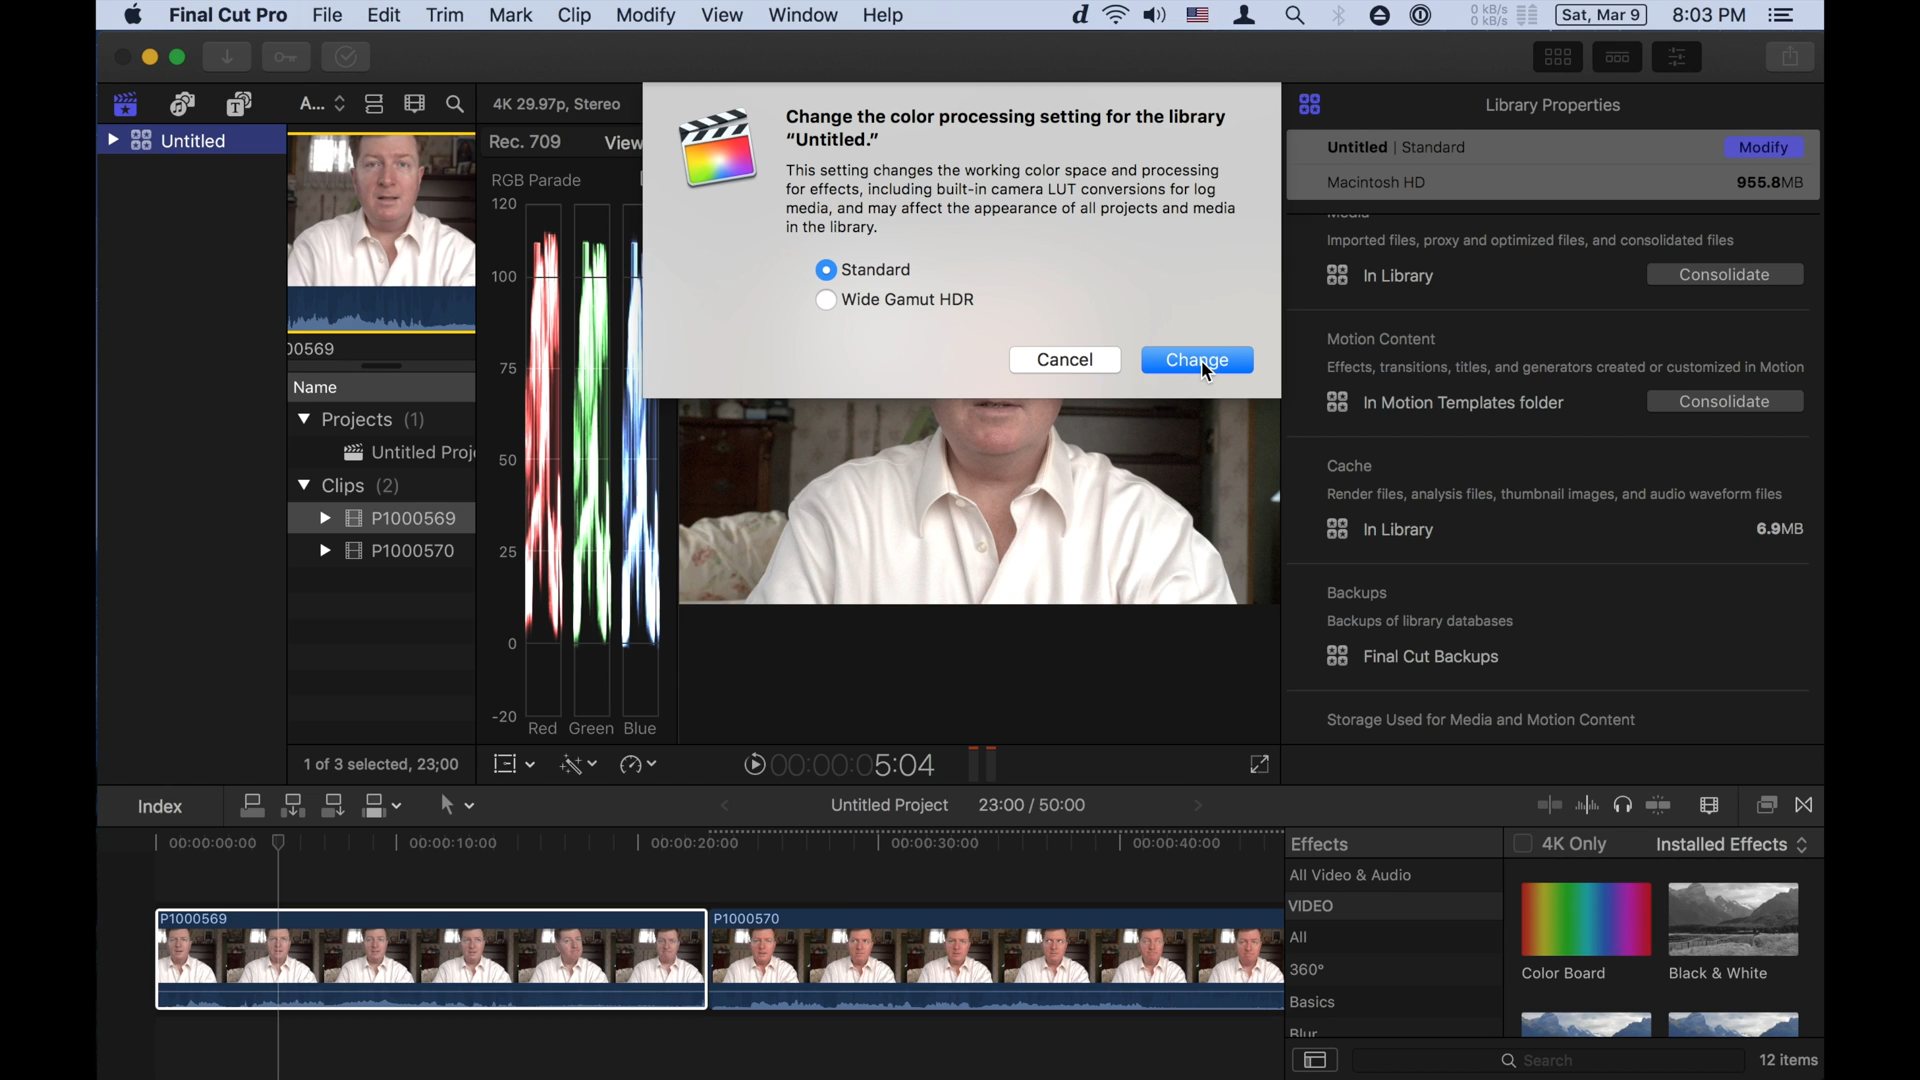 Final Cut Pro File Edit Trim Mark Clip Modify View Window Help
0 kB/s
0 kB/s
Sat, Mar 9 8:03 PM
A...
4K 29.97p, Stereo
Library Properties
Untitled
Rec. 709 View
RGB Parade
120
100
75
50
25
0
-20
Red Green Blue
00569
Name
Projects (1)
Untitled Proj
Clips (2)
P1000569
P1000570
1 of 3 selected, 23;00
Change the color processing setting for the library
“Untitled.”
This setting changes the working color space and processing
for effects, including built-in camera LUT conversions for log
media, and may affect the appearance of all projects and media
in the library.
Standard
Wide Gamut HDR
Cancel Change
Untitled | Standard Modify
Macintosh HD 955.8MB
Media
Imported files, proxy and optimized files, and consolidated files
In Library Consolidate
Motion Content
Effects, transitions, titles, and generators created or customized in Motion
In Motion Templates folder Consolidate
Cache
Render files, analysis files, thumbnail images, and audio waveform files
In Library 6.9MB
Backups
Backups of library databases
Final Cut Backups
Storage Used for Media and Motion Content
00:00:05:04
Index
Untitled Project 23:00 / 50:00
00:00:00:00 00:00:10:00 00:00:20:00 00:00:30:00 00:00:40:00
P1000569 P1000570
Effects 4K Only Installed Effects
All Video & Audio
VIDEO
All
360°
Basics
Blur
Color Board Black & White
Search 12 items